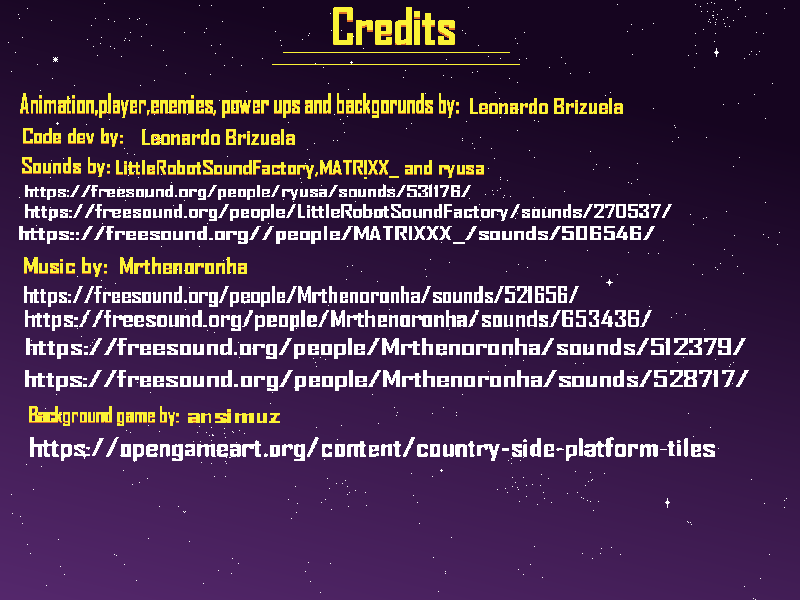 Credits
Animation,player,enemies, power ups and backgorunds by: Leonardo Brizuela
Code dev by: Leonardo Brizuela
Sounds by: LittleRobotSoundFactory,MATRIXX_ and ryusa
https://freesound.org/people/ryusa/sounds/531176/
https://freesound.org/people/LittleRobotSoundFactory/sounds/270537/
https:://freesound.org//people/MATRIXXX_/sounds/506546/
Music by: Mrthenoronha
https://freesound.org/people/Mrthenoronha/sounds/521656/
https://freesound.org/people/Mrthenoronha/sounds/653436/
https://freesound.org/people/Mrthenoronha/sounds/512379/
https://freesound.org/people/Mrthenoronha/sounds/528717/
Background game by: ansimuz
https://opengameart.org/content/country-side-platform-tiles